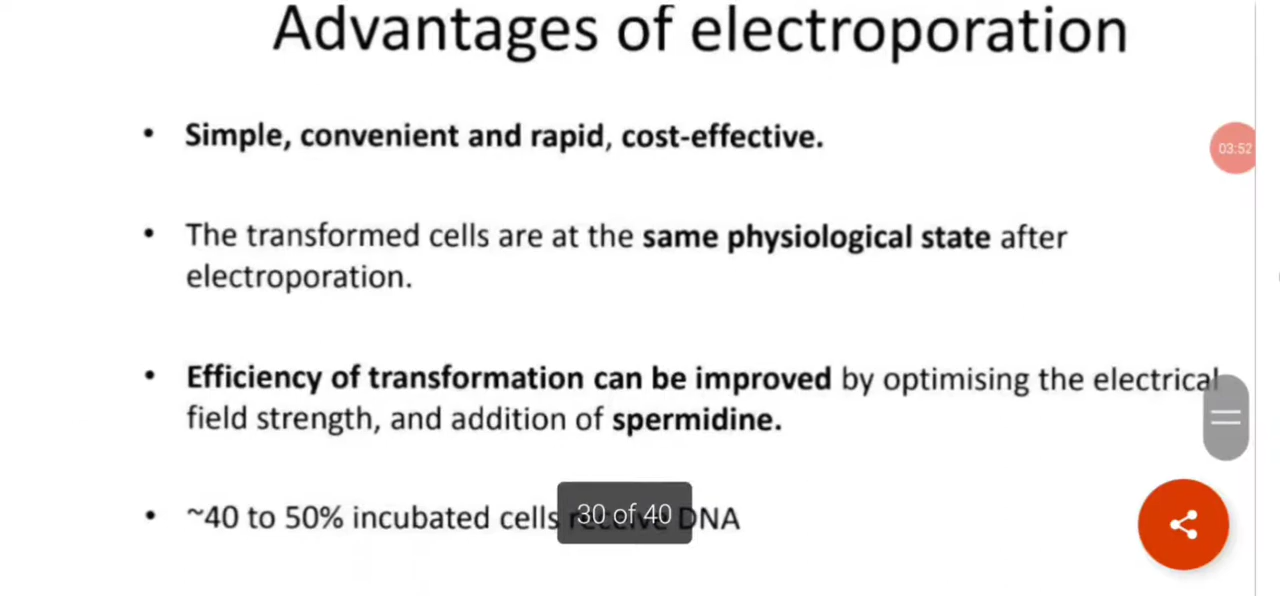 Advantages of electroporation
• Simple, convenient and rapid, cost-effective.
03:52
• The transformed cells are at the same physiological state after
electroporation.
• Efficiency of transformation can be improved by optimising the electrical
field strength, and addition of spermidine.
• ~40 to 50% incubated cells receive DNA
30 of 40